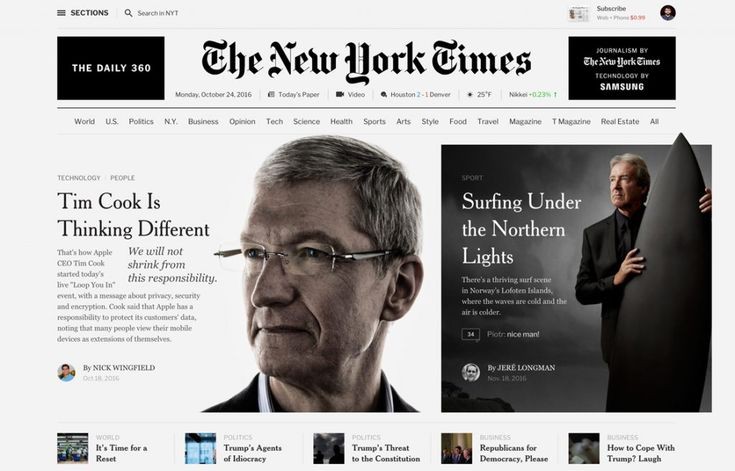 SECTIONS
Search in NYT
Subscribe
Web + Phone $0.99
THE DAILY 360
The New York Times
JOURNALISM BY
The New York Times
TECHNOLOGY BY
SAMSUNG
Monday, October 24, 2016
Today's Paper
Video
Houston 2 - 1 Denver
25°F
Nikkei +0.23% ↑
World U.S. Politics N.Y. Business Opinion Tech Science Health Sports Arts Style Food Travel Magazine T Magazine Real Estate All
TECHNOLOGY PEOPLE
Tim Cook Is
Thinking Different
That's how Apple
CEO Tim Cook
started today's
live "Loop You In"
event, with a message about privacy, security
and encryption. Cook said that Apple has a
responsibility to protect its customers' data,
noting that many people view their mobile
devices as extensions of themselves.
We will not
shrink from
this responsibility.
By NICK WINGFIELD
Oct.18, 2016
SPORT
Surfing Under
the Northern
Lights
There's a thriving surf scene
in Norway's Lofoten Islands,
where the waves are cold and the
air is colder.
34
Piotr: nice man!
By JERÉ LONGMAN
Nov. 18, 2016
WORLD
It's Time for a
Reset
POLITICS
Trump's Agents
of Idiocracy
POLITICS
Trump's Threat
to the Constitution
BUSINESS
Republicans for
Democracy, Please
BUSINESS
How to Cope With
Trump? Laugh